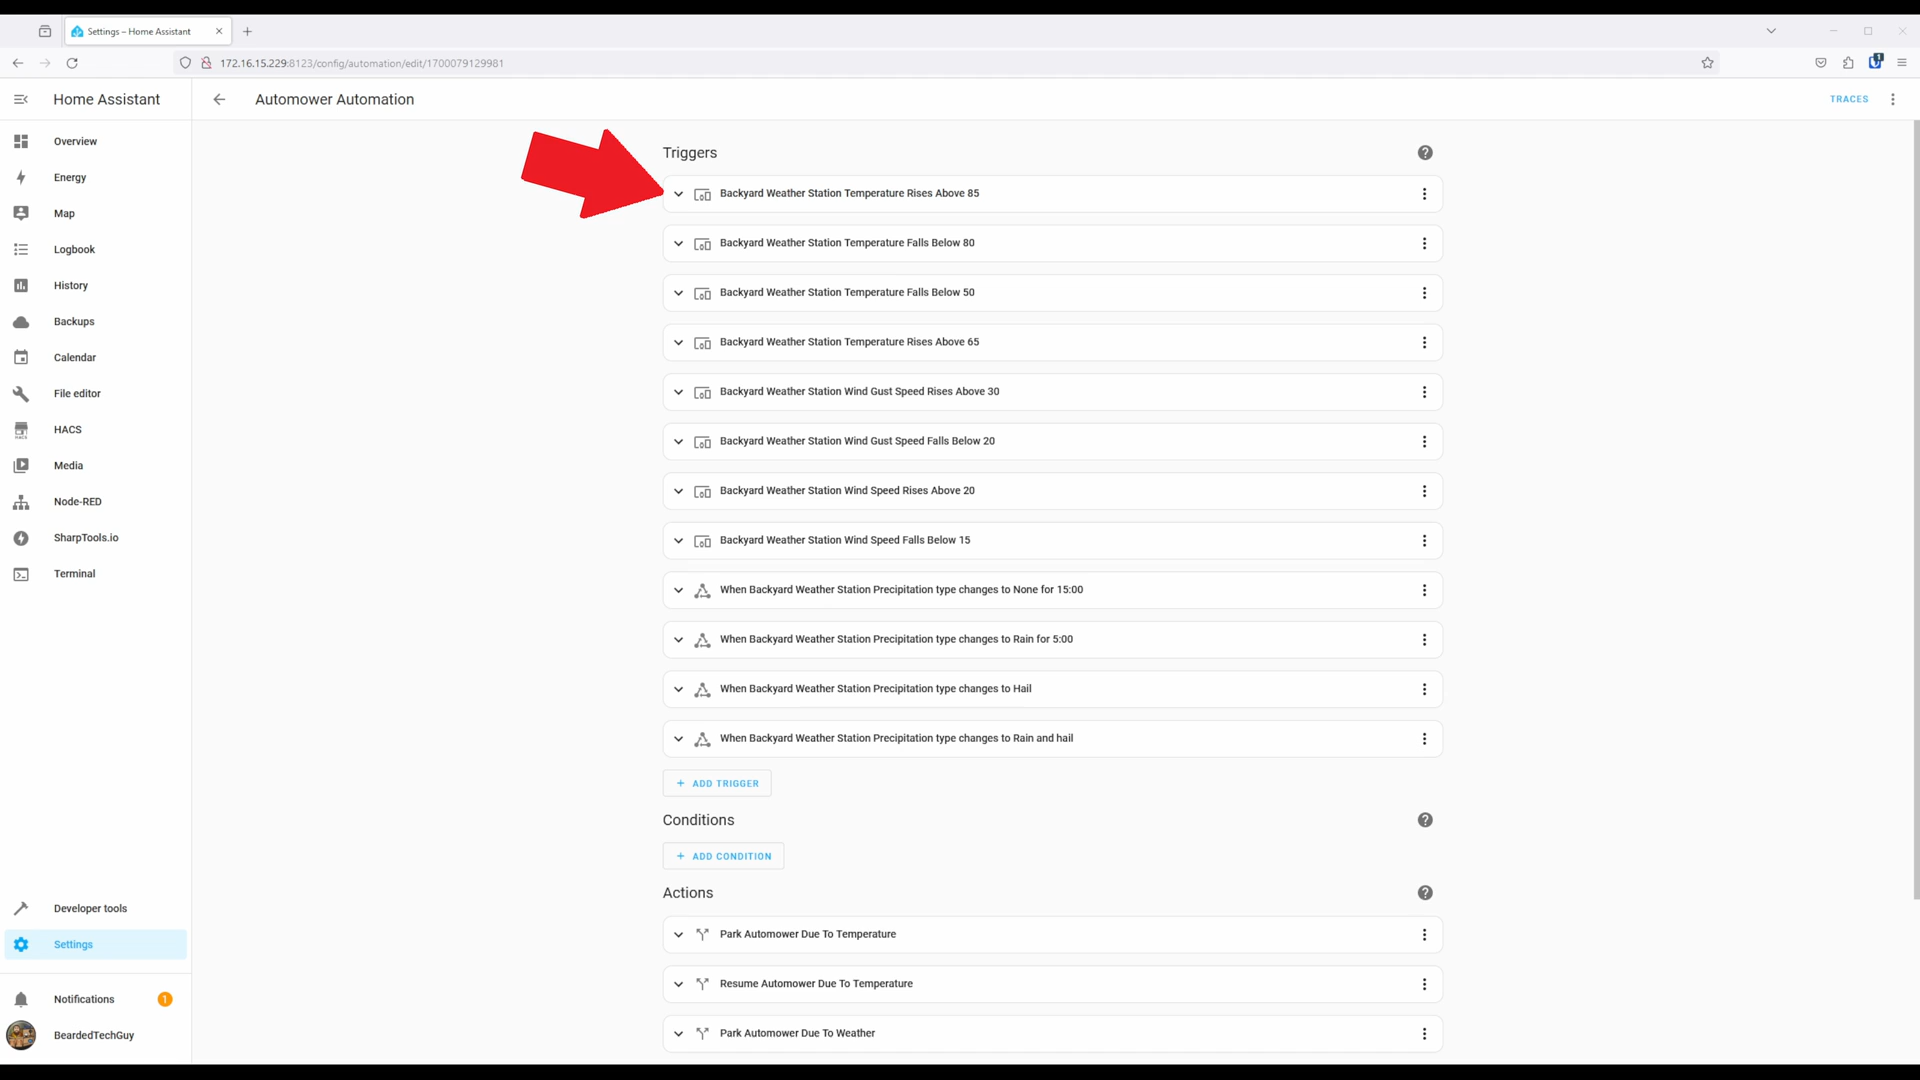 Settings – Home Assistant
172.16.15.229:8123/config/automation/edit/1700079129981
1
Home Assistant
Automower Automation
TRACES
Overview
Energy
Map
Logbook
History
Backups
Calendar
File editor
HACS
HACS
Media
Node-RED
SharpTools.io
Terminal
Developer tools
Settings
Notifications
1
BeardedTechGuy
Triggers
Backyard Weather Station Temperature Rises Above 85
Backyard Weather Station Temperature Falls Below 80
Backyard Weather Station Temperature Falls Below 50
Backyard Weather Station Temperature Rises Above 65
Backyard Weather Station Wind Gust Speed Rises Above 30
Backyard Weather Station Wind Gust Speed Falls Below 20
Backyard Weather Station Wind Speed Rises Above 20
Backyard Weather Station Wind Speed Falls Below 15
When Backyard Weather Station Precipitation type changes to None for 15:00
When Backyard Weather Station Precipitation type changes to Rain for 5:00
When Backyard Weather Station Precipitation type changes to Hail
When Backyard Weather Station Precipitation type changes to Rain and hail
+ ADD TRIGGER
Conditions
+ ADD CONDITION
Actions
Park Automower Due To Temperature
Resume Automower Due To Temperature
Park Automower Due To Weather